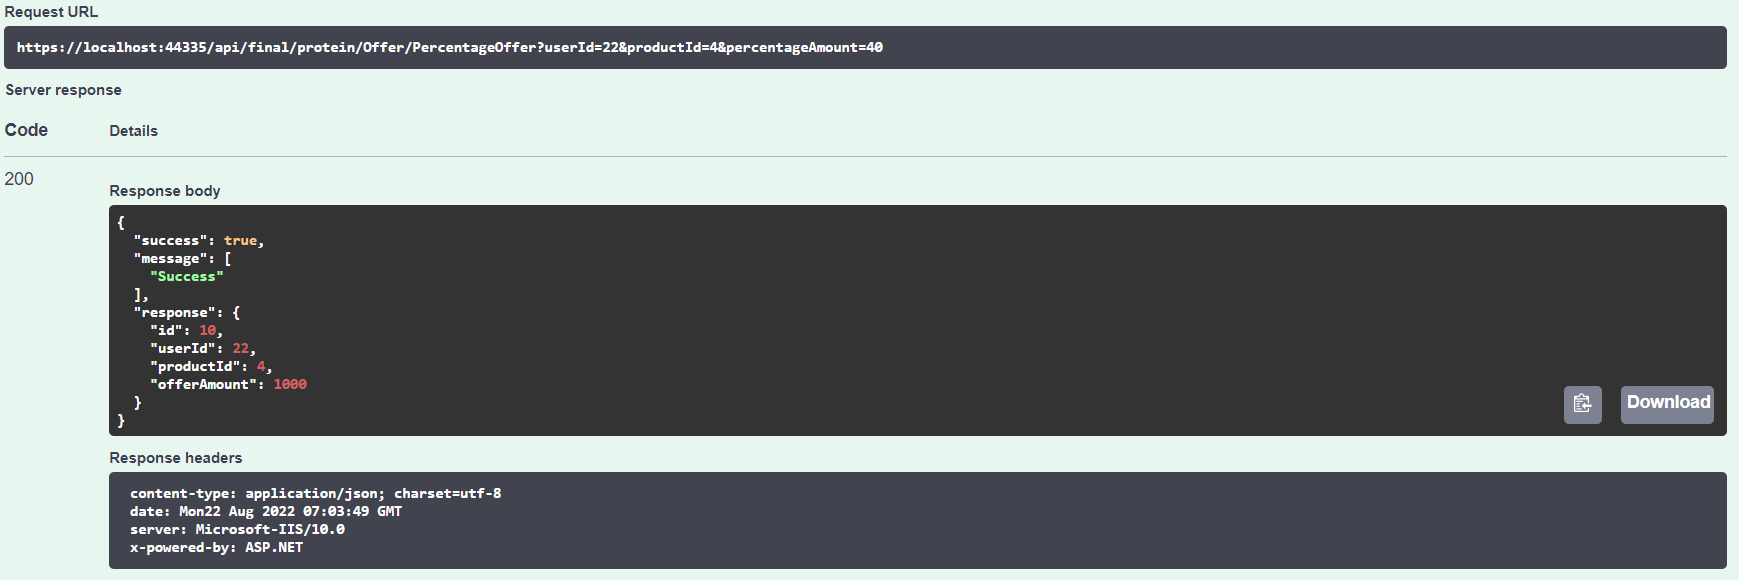 Request URL
https://localhost:44335/api/final/protein/Offer/PercentageOffer?userId=22&productId=4&percentageAmount=40
Server response
Code Details
200
Response body
{
  "success": true,
  "message": [
    "Success"
  ],
  "response": {
    "id": 10,
    "userId": 22,
    "productId": 4,
    "offerAmount": 1000
  }
}
Download
Response headers
content-type: application/json; charset=utf-8
date: Mon22 Aug 2022 07:03:49 GMT
server: Microsoft-IIS/10.0
x-powered-by: ASP.NET